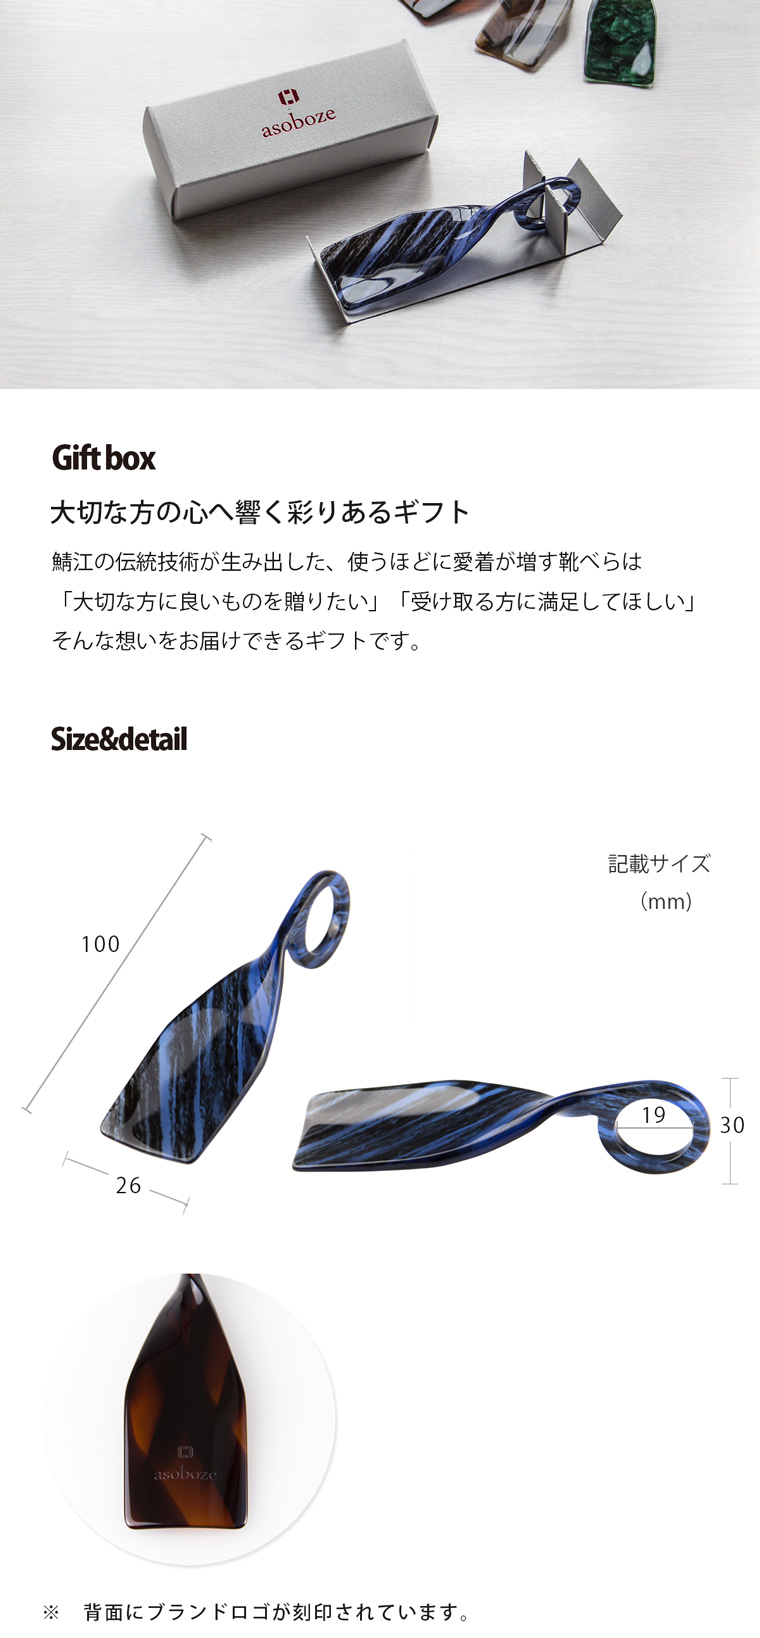 asoboze
Gift box
大切な方の心へ響く彩りあるギフト
鯖江の伝統技術が生み出した、使うほどに愛着が増す靴べらは
「大切な方に良いものを贈りたい」「受け取る方に満足してほしい」
そんな想いをお届けできるギフトです。
Size&detail
記載サイズ
（mm)
100
19
30
26
asoboze
※　背面にブランドロゴが刻印されています。